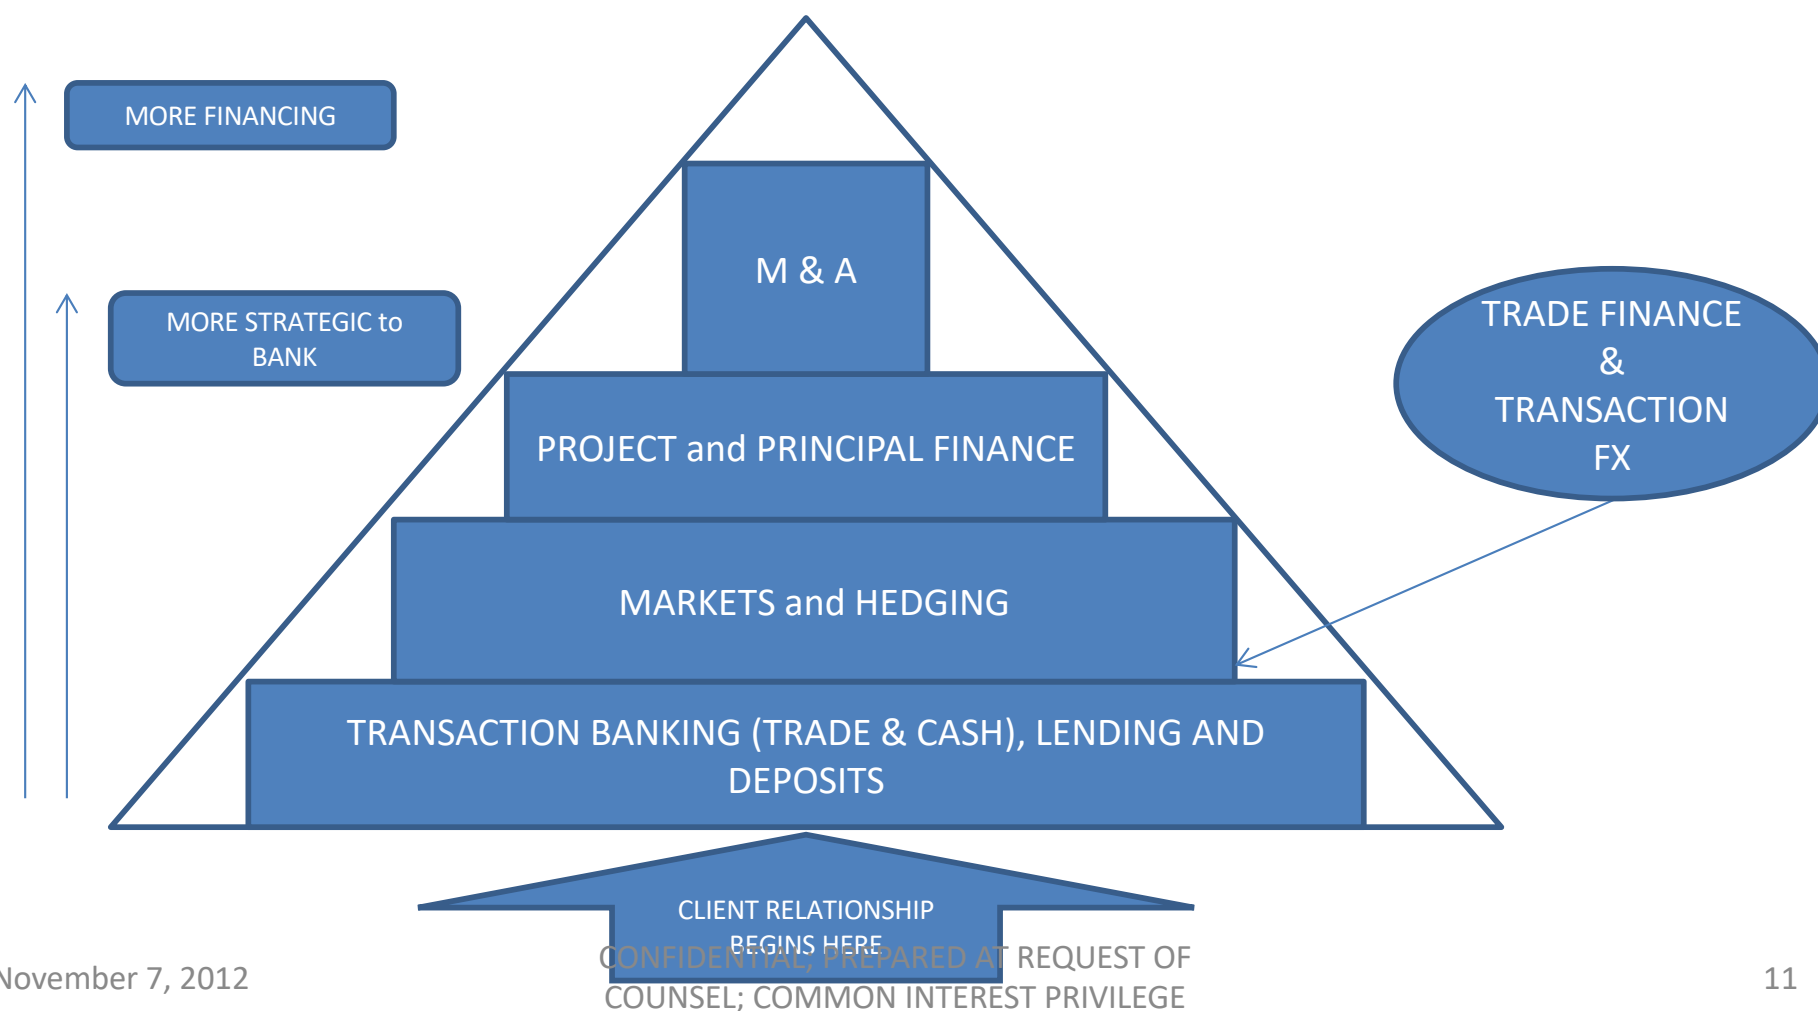 MORE FINANCING
M & A
MORE STRATEGIC to
BANK
TRADE FINANCE
&
TRANSACTION
FX
PROJECT and PRINCIPAL FINANCE
MARKETS and HEDGING
TRANSACTION BANKING (TRADE & CASH), LENDING AND
DEPOSITS
CLIENT RELATIONSHIP
BEGINS HERE
November 7, 2012
CONFIDENTIAL; PREPARED AT REQUEST OF
COUNSEL; COMMON INTEREST PRIVILEGE
11